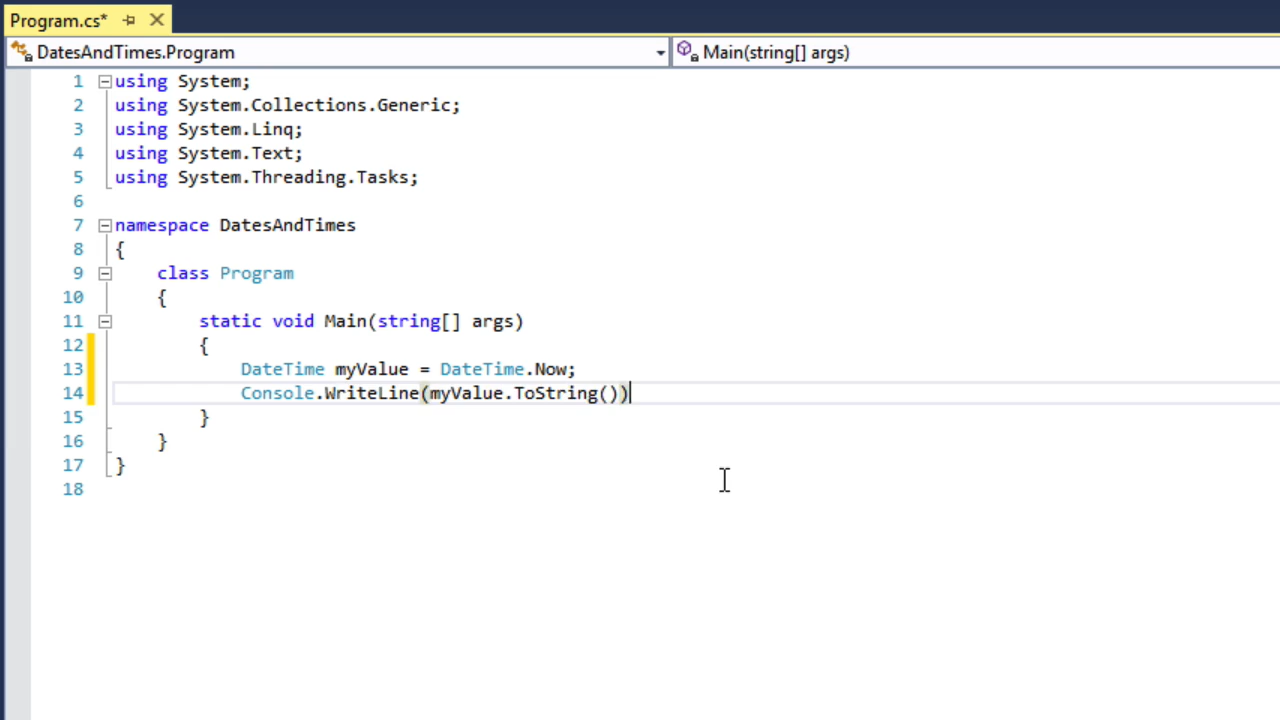 Program.cs*
DatesAndTimes.Program Main(string[] args)
1 using System;
2 using System.Collections.Generic;
3 using System.Linq;
4 using System.Text;
5 using System.Threading.Tasks;
6
7 namespace DatesAndTimes
8 {
9 class Program
10 {
11 static void Main(string[] args)
12 {
13 DateTime myValue = DateTime.Now;
14 Console.WriteLine(myValue.ToString())
15 }
16 }
17 }
18